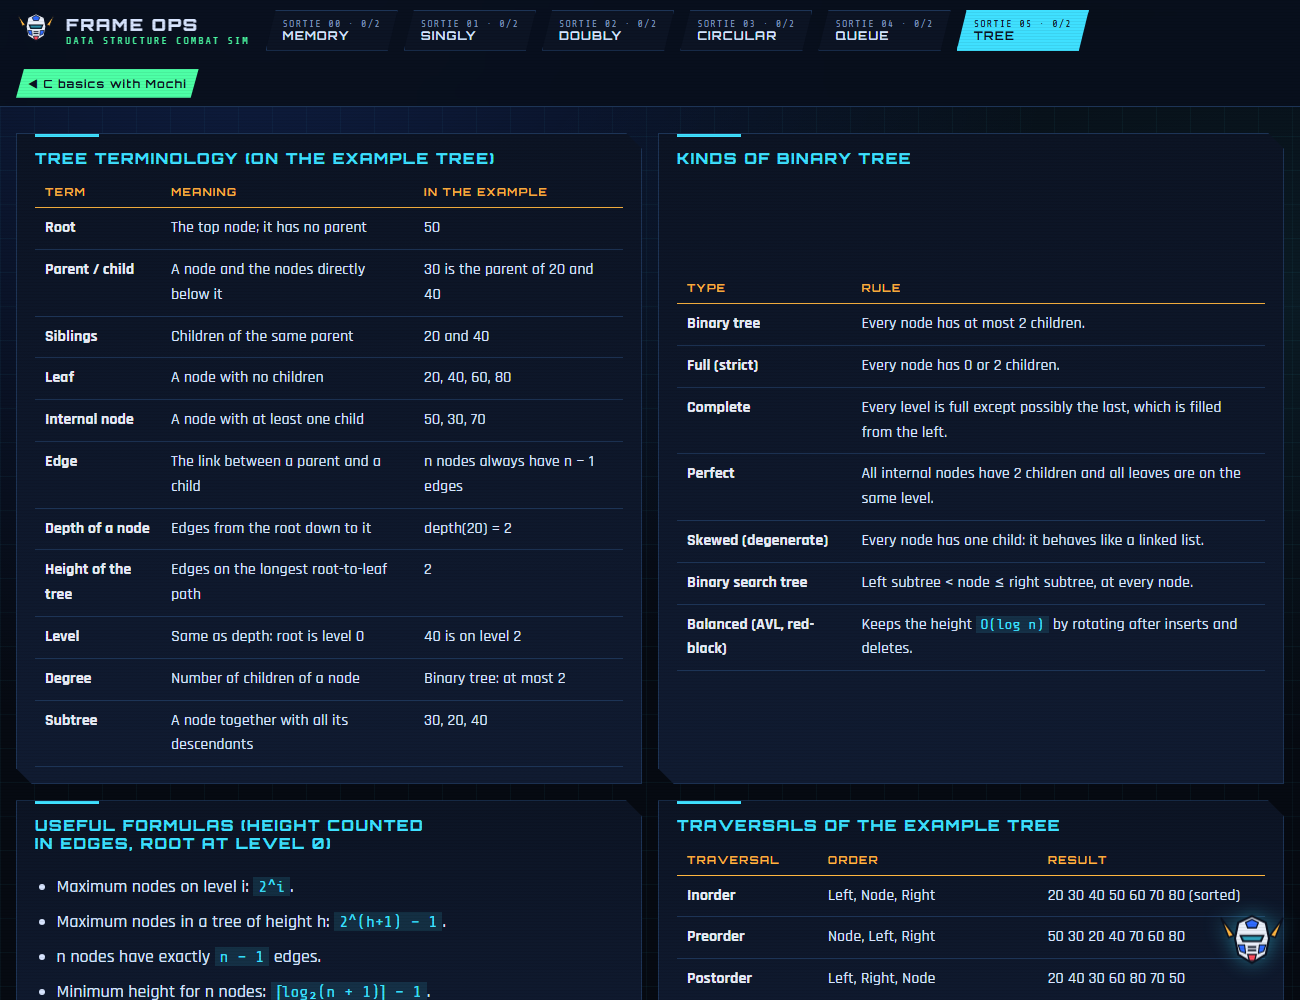 FRAME OPS
DATA STRUCTURE COMBAT SIM
SORTIE 00 · 0/2
MEMORY
SORTIE 01 · 0/2
SINGLY
SORTIE 02 · 0/2
DOUBLY
SORTIE 03 · 0/2
CIRCULAR
SORTIE 04 · 0/2
QUEUE
SORTIE 05 · 0/2
TREE
◄ C basics with Mochi
TREE TERMINOLOGY (ON THE EXAMPLE TREE)
TERM MEANING IN THE EXAMPLE
Root The top node; it has no parent 50
Parent / child A node and the nodes directly 30 is the parent of 20 and
below it 40
Siblings Children of the same parent 20 and 40
Leaf A node with no children 20, 40, 60, 80
Internal node A node with at least one child 50, 30, 70
Edge The link between a parent and a n nodes always have n − 1
child edges
Depth of a node Edges from the root down to it depth(20) = 2
Height of the Edges on the longest root-to-leaf 2
tree path
Level Same as depth: root is level 0 40 is on level 2
Degree Number of children of a node Binary tree: at most 2
Subtree A node together with all its 30, 20, 40
descendants
KINDS OF BINARY TREE
TYPE RULE
Binary tree Every node has at most 2 children.
Full (strict) Every node has 0 or 2 children.
Complete Every level is full except possibly the last, which is filled
from the left.
Perfect All internal nodes have 2 children and all leaves are on the
same level.
Skewed (degenerate) Every node has one child: it behaves like a linked list.
Binary search tree Left subtree < node ≤ right subtree, at every node.
Balanced (AVL, red- Keeps the height O(log n) by rotating after inserts and
black) deletes.
USEFUL FORMULAS (HEIGHT COUNTED
IN EDGES, ROOT AT LEVEL 0)
• Maximum nodes on level i: 2^i.
• Maximum nodes in a tree of height h: 2^(h+1) − 1.
• n nodes have exactly n − 1 edges.
• Minimum height for n nodes: ⌈log₂(n + 1)⌉ − 1.
TRAVERSALS OF THE EXAMPLE TREE
TRAVERSAL ORDER RESULT
Inorder Left, Node, Right 20 30 40 50 60 70 80 (sorted)
Preorder Node, Left, Right 50 30 20 40 70 60 80
Postorder Left, Right, Node 20 40 30 60 80 70 50